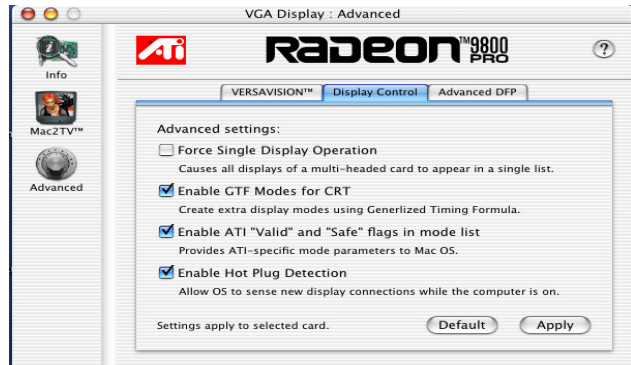 VGA Display : Advanced
ATI RADEON™ 9800 PRO
?
Info
Mac2TV™
Advanced
VERSAVISION™ Display Control Advanced DFP
Advanced settings:
Force Single Display Operation
Causes all displays of a multi-headed card to appear in a single list.
Enable GTF Modes for CRT
Create extra display modes using Generlized Timing Formula.
Enable ATI "Valid" and "Safe" flags in mode list
Provides ATI-specific mode parameters to Mac OS.
Enable Hot Plug Detection
Allow OS to sense new display connections while the computer is on.
Settings apply to selected card. Default Apply